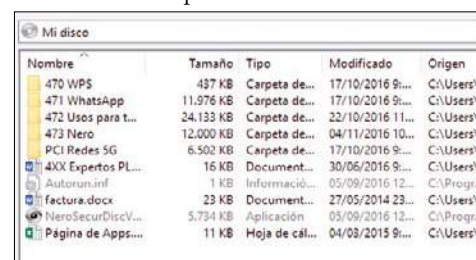 Mi disco
Nombre Tamaño Tipo Modificado Origen
470 WPS 437 KB Carpeta de... 17/10/2016 9:... C:\Users\
471 WhatsApp 11.976 KB Carpeta de... 17/10/2016 9:... C:\Users\
472 Usos para t... 24.133 KB Carpeta de... 22/10/2016 11... C:\Users\
473 Nero 12.000 KB Carpeta de... 04/11/2016 10... C:\Users\
PCI Redes 5G 6.502 KB Carpeta de... 17/10/2016 9:... C:\Users\
4XX Expertos PL... 16 KB Document... 30/06/2016 9:... C:\Users\
Autorun.inf 1 KB Informació... 05/09/2016 12... C:\Progra
factura.docx 23 KB Document... 27/05/2014 23... C:\Users\
NeroSecurDiscV... 5.734 KB Aplicación 05/09/2016 12... C:\Progra
Página de Apps.... 11 KB Hoja de cál... 04/03/2015 9:... C:\Users\